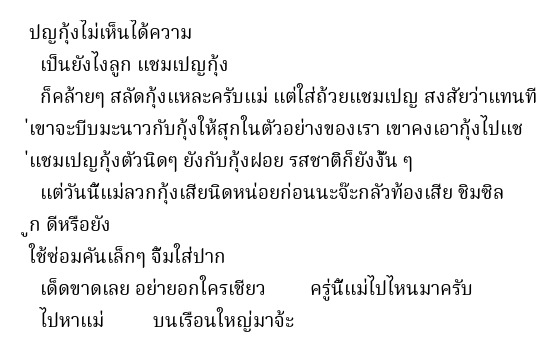 ปญกุ้งไม่เห็นได้ความ
เป็นยังไงลูก แชมเปญกุ้ง
ก็คล้ายๆ สลัดกุ้งแหละครับแม่ แต่ใส่ถ้วยแชมเปญ สงสัยว่าแทนที
่เขาจะบีบมะนาวกับกุ้งให้สุกในตัวอย่างของเรา เขาคงเอากุ้งไปแช
่แชมเปญกุ้งตัวนิดๆ ยังกับกุ้งฝอย รสชาติก็ยังงั้น ๆ
แต่วันนี้แม่ลวกกุ้งเสียนิดหน่อยก่อนนะจ๊ะกลัวท้องเสีย ชิมซิล
ูก ดีหรือยัง
ใช้ซ่อมคันเล็กๆ จิ้มใส่ปาก
เด็ดขาดเลย อย่ายอกใครเชียว ครู่นี้แม่ไปไหนมาครับ
ไปหาแม่ บนเรือนใหญ่มาจ้ะ